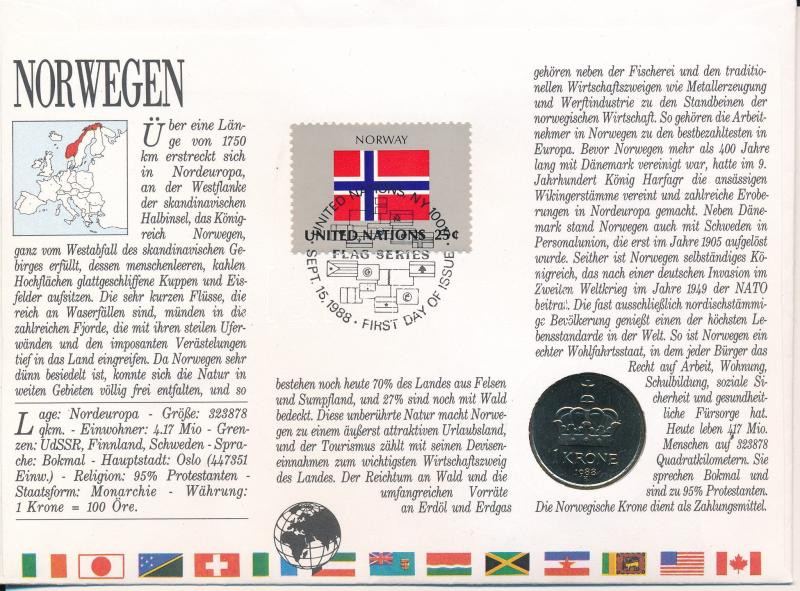 NORWEGEN
Über eine Län-
ge von 1750
km erstreckt sich
in Nordeuropa,
an der Westflanke
der skandinavischen
Halbinsel, das König-
reich Norwegen,
ganz vom Westabfall des skandinavischen Ge-
birges erfüllt, dessen menschenleeren, kahlen
Hochflächen glattgeschliffene Kuppen und Eis-
felder aufsitzen. Die sehr kurzen Flüsse, die
reich an Wasserfällen sind, münden in die
zahlreichen Fjorde, die mit ihren steilen Ufer-
wänden und den imposanten Verästelungen
tief in das Land eingreifen. Da Norwegen sehr
dünn besiedelt ist, konnte sich die Natur in
weiten Gebieten völlig frei entfalten, und so
Lage: Nordeuropa - Größe: 323878
qkm. - Einwohner: 4.17 Mio - Gren-
zen: UdSSR, Finnland, Schweden - Spra-
che: Bokmal - Hauptstadt: Oslo (447351
Einw.) - Religion: 95% Protestanten -
Staatsform: Monarchie - Währung:
1 Krone = 100 Öre.
NORWAY
UNITED NATIONS 25¢
UNITED NATIONS, NY 10017
FLAG SERIES
SEPT. 15, 1988 · FIRST DAY OF ISSUE
bestehen noch heute 70% des Landes aus Felsen
und Sumpfland, und 27% sind noch mit Wald
bedeckt. Diese unberührte Natur macht Norwe-
gen zu einem äußerst attraktiven Urlaubsland,
und der Tourismus zählt mit seinen Devisen-
einnahmen zum wichtigsten Wirtschaftszweig
des Landes. Der Reichtum an Wald und die
umfangreichen Vorräte
an Erdöl und Erdgas
gehören neben der Fischerei und den traditio-
nellen Wirtschaftszweigen wie Metallerzeugung
und Werftindustrie zu den Standbeinen der
norwegischen Wirtschaft. So gehören die Arbeit-
nehmer in Norwegen zu den bestbezahltesten in
Europa. Bevor Norwegen mehr als 400 Jahre
lang mit Dänemark vereinigt war, hatte im 9.
Jahrhundert König Harfagr die ansässigen
Wikingerstämme vereint und zahlreiche Erobe-
rungen in Nordeuropa gemacht. Neben Däne-
mark stand Norwegen auch mit Schweden in
Personalunion, die erst im Jahre 1905 aufgelöst
wurde. Seither ist Norwegen selbständiges Kö-
nigreich, das nach einer deutschen Invasion im
Zweiten Weltkrieg im Jahre 1949 der NATO
beitrat. Die fast ausschließlich nordischstämmi-
ge Bevölkerung genießt einen der höchsten Le-
bensstandarde in der Welt. So ist Norwegen ein
echter Wohlfahrtsstaat, in dem jeder Bürger das
Recht auf Arbeit, Wohnung,
Schulbildung, soziale Si-
cherheit und gesundheit-
liche Fürsorge hat.
Heute leben 4,17 Mio.
Menschen auf 323878
Quadratkilometern. Sie
sprechen Bokmal und
sind zu 95% Protestanten.
Die Norwegische Krone dient als Zahlungsmittel.
1 KRONE
1988